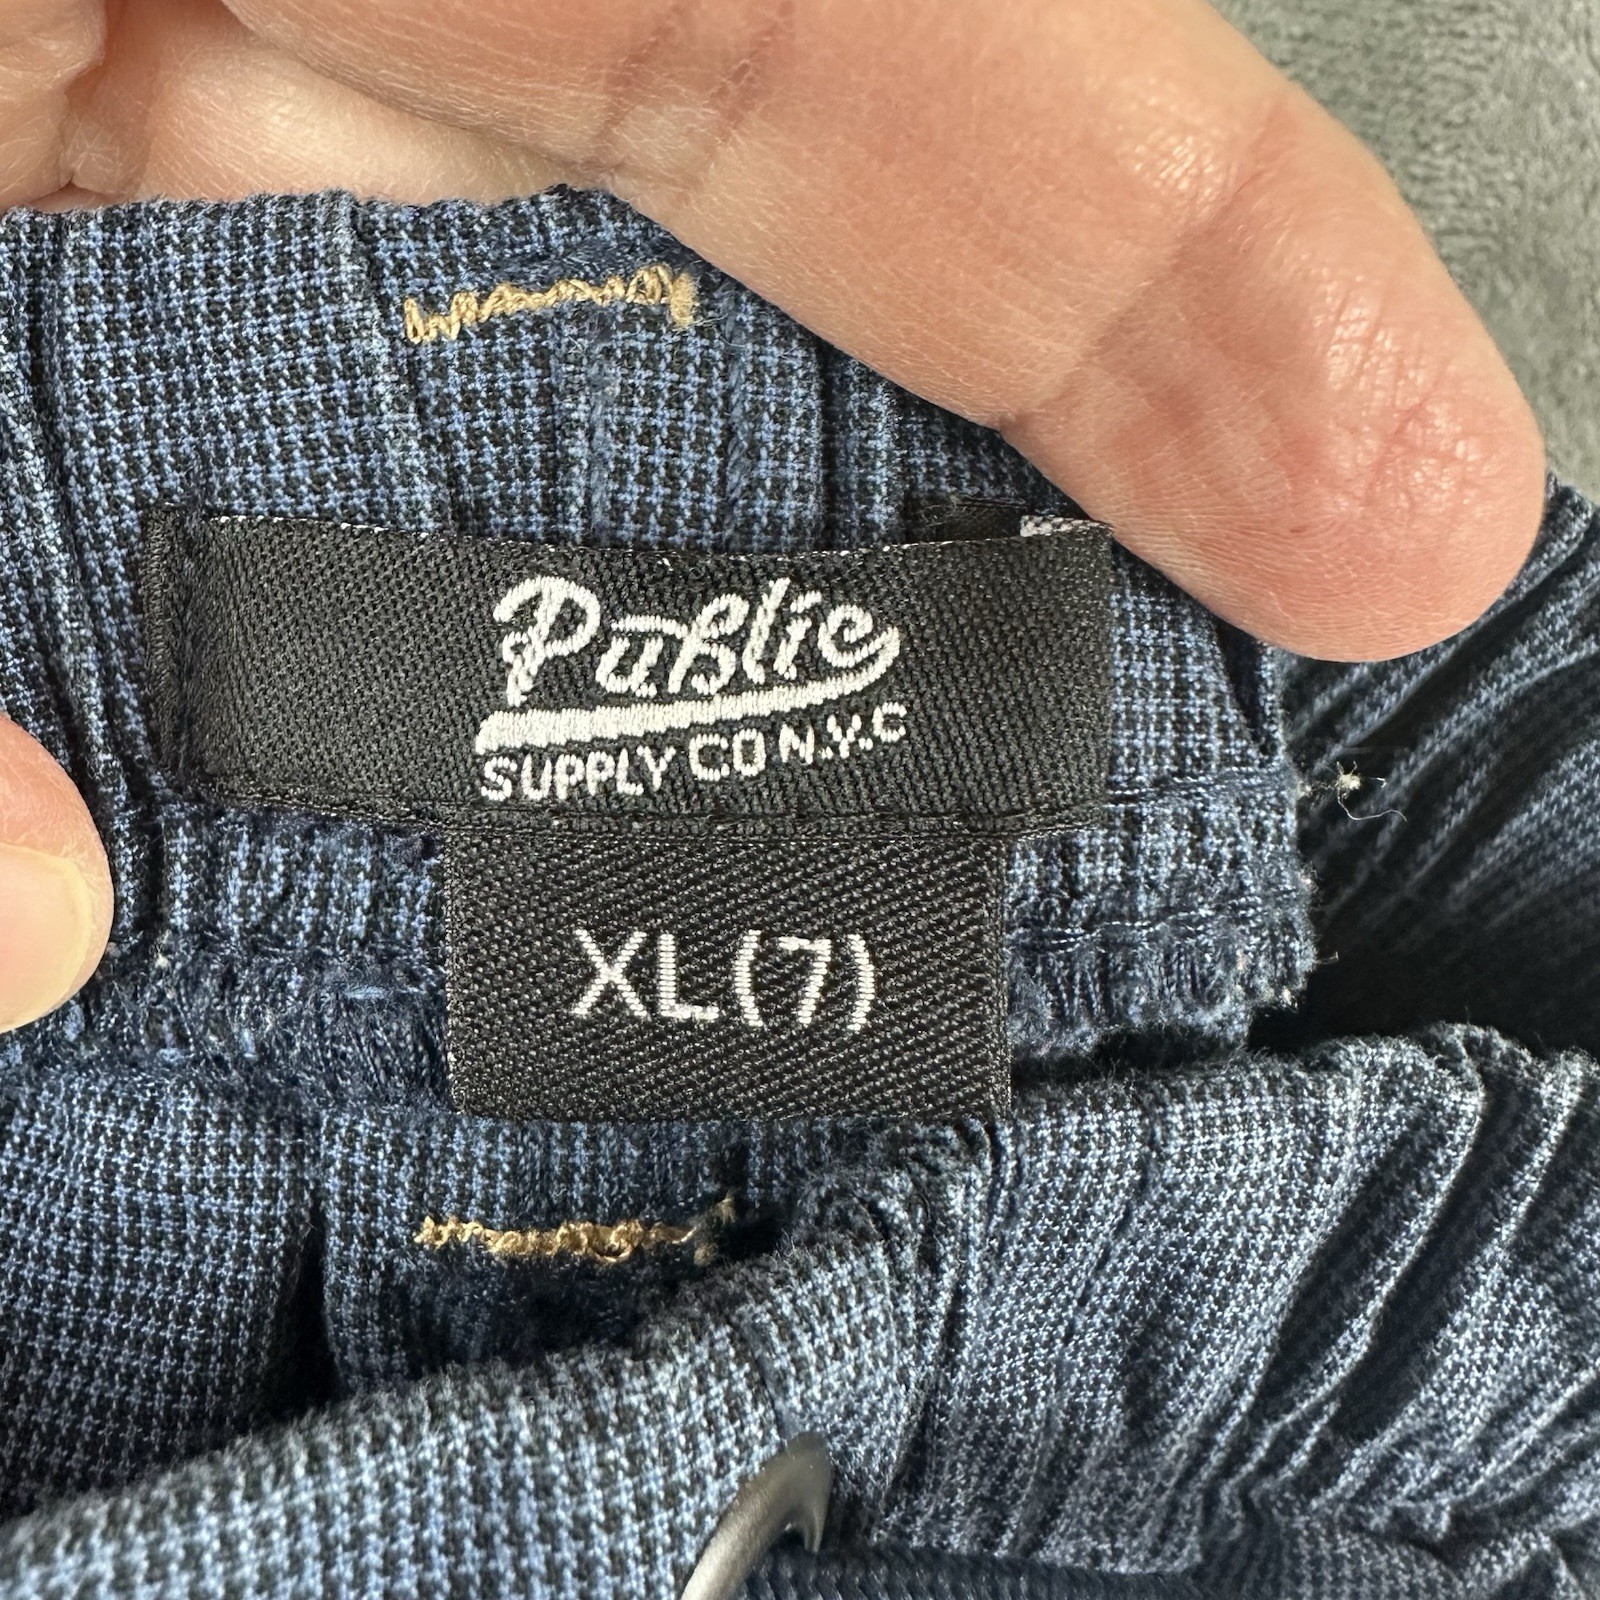 Public
SUPPLY CO N.Y.C
XL(7)